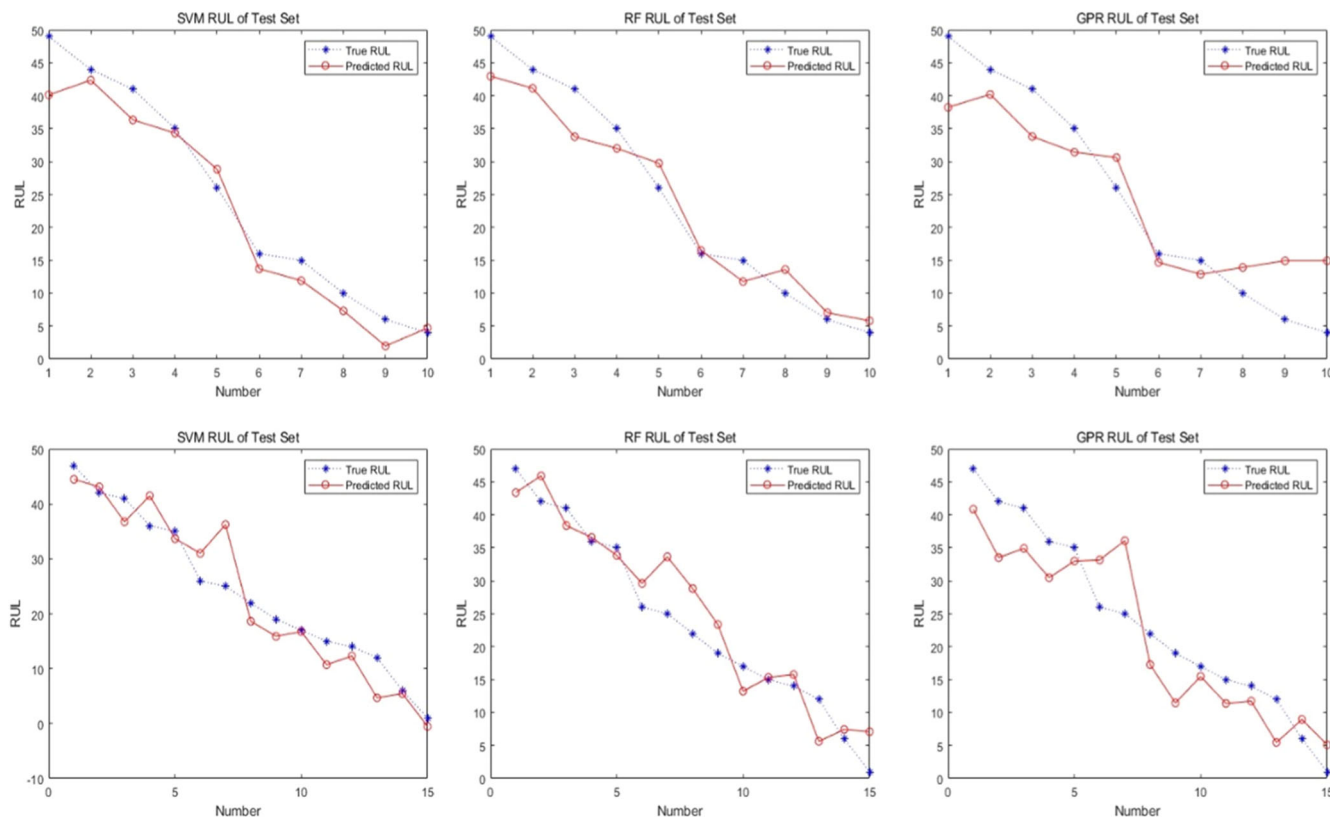 SVM RUL of Test Set
50
45
40
35
30
25
20
15
10
5
0
RUL
True RUL
Predicted RUL
1 2 3 4 5 6 7 8 9 10
Number
RF RUL of Test Set
50
45
40
35
30
25
20
15
10
5
0
RUL
True RUL
Predicted RUL
1 2 3 4 5 6 7 8 9 10
Number
GPR RUL of Test Set
50
45
40
35
30
25
20
15
10
5
0
RUL
True RUL
Predicted RUL
1 2 3 4 5 6 7 8 9 10
Number
SVM RUL of Test Set
50
40
30
20
10
0
-10
RUL
True RUL
Predicted RUL
0 5 10 15
Number
RF RUL of Test Set
50
45
40
35
30
25
20
15
10
5
0
RUL
True RUL
Predicted RUL
0 5 10 15
Number
GPR RUL of Test Set
50
45
40
35
30
25
20
15
10
5
0
RUL
True RUL
Predicted RUL
0 5 10 15
Number